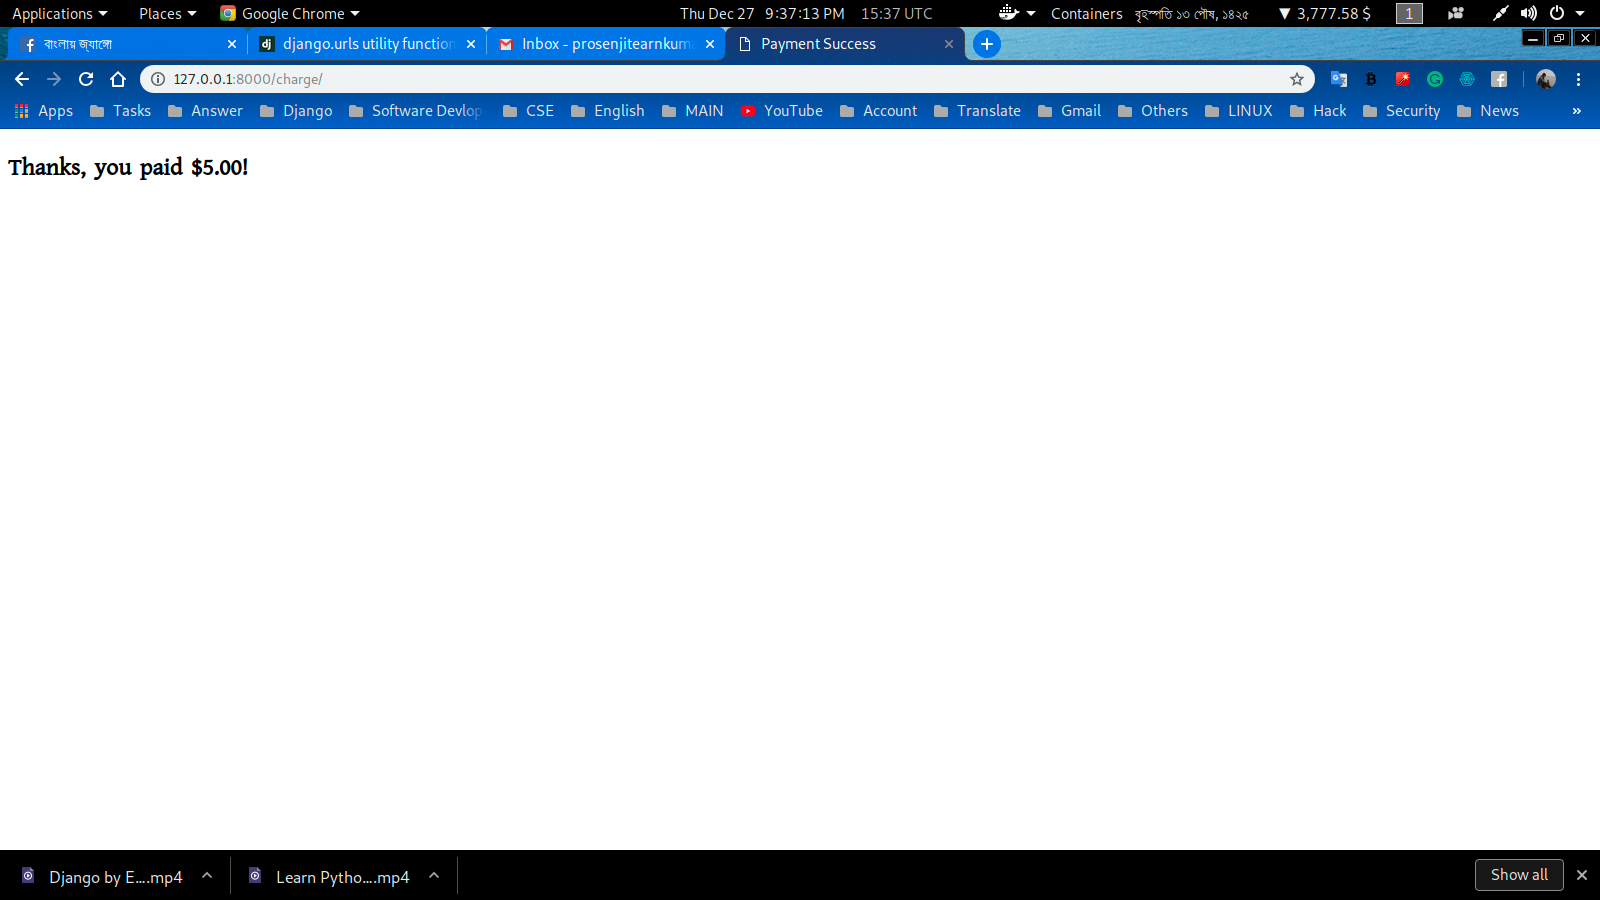 Applications Places Google Chrome Thu Dec 27 9:37:13 PM 15:37 UTC Containers বৃহস্পতি ১৩ পৌষ, ১৪২৫ ▼ 3,777.58 $ 1
বাংলায় জ্যাঙ্গো django.urls utility function Inbox - prosenjitearnkuma Payment Success
127.0.0.1:8000/charge/
Apps Tasks Answer Django Software Devlop CSE English MAIN YouTube Account Translate Gmail Others LINUX Hack Security News »
Thanks, you paid $5.00!
Django by E....mp4 Learn Pytho....mp4 Show all